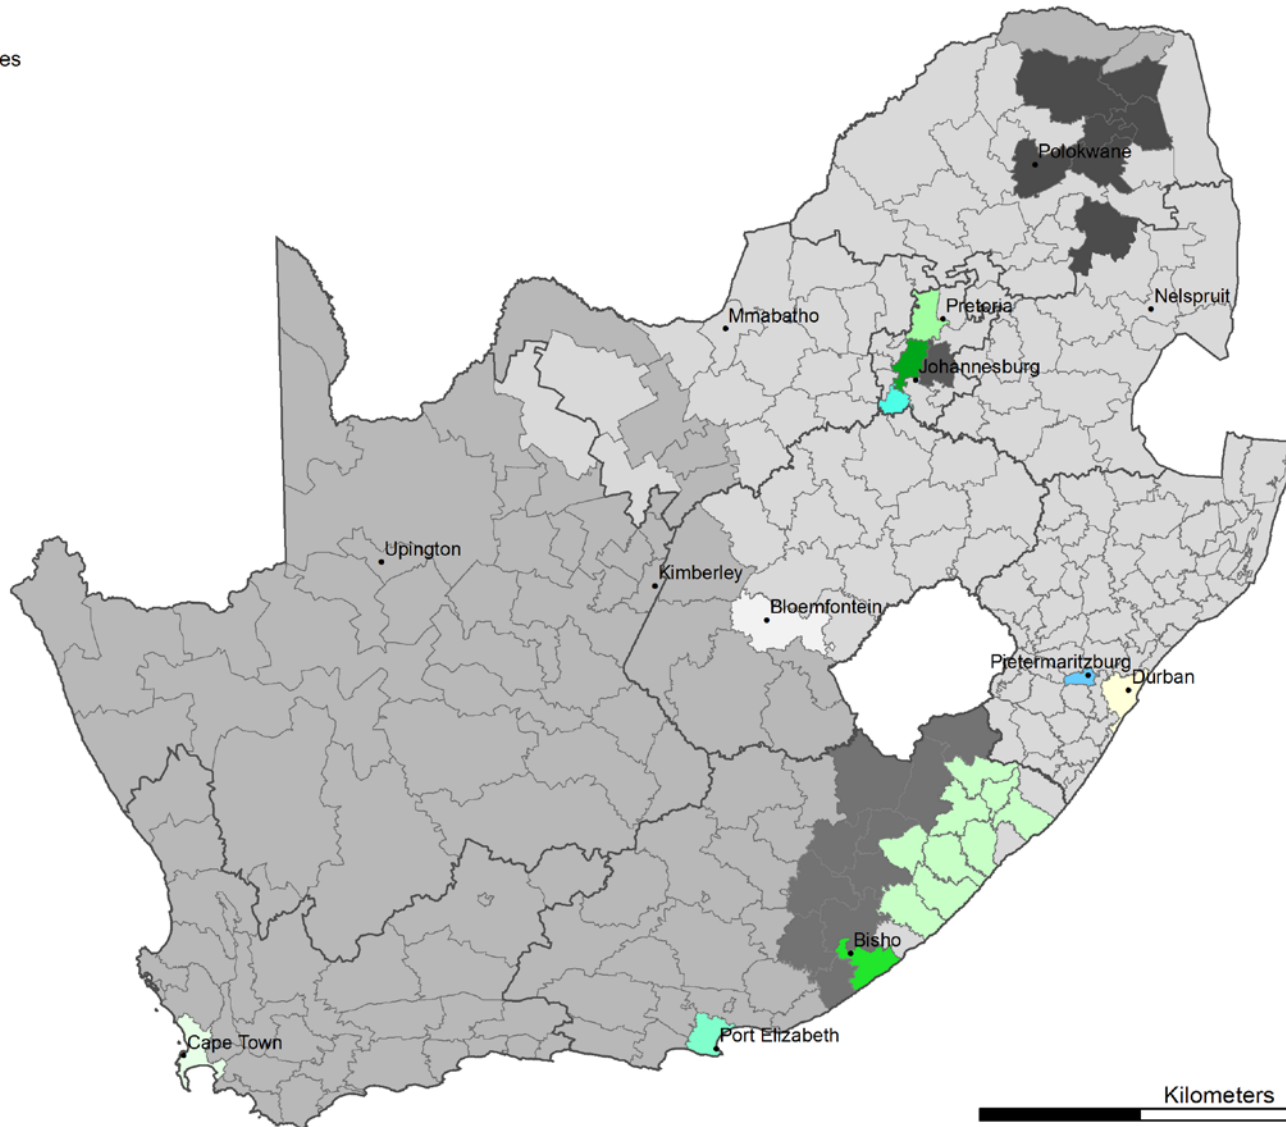 es
Polokwane
Nelspruit
Pretoria
Mmabatho
Johannesburg
Upington
Kimberley
Bloemfontein
Pietermaritzburg
Durban
Bisho
Port Elizabeth
Cape Town
Kilometers